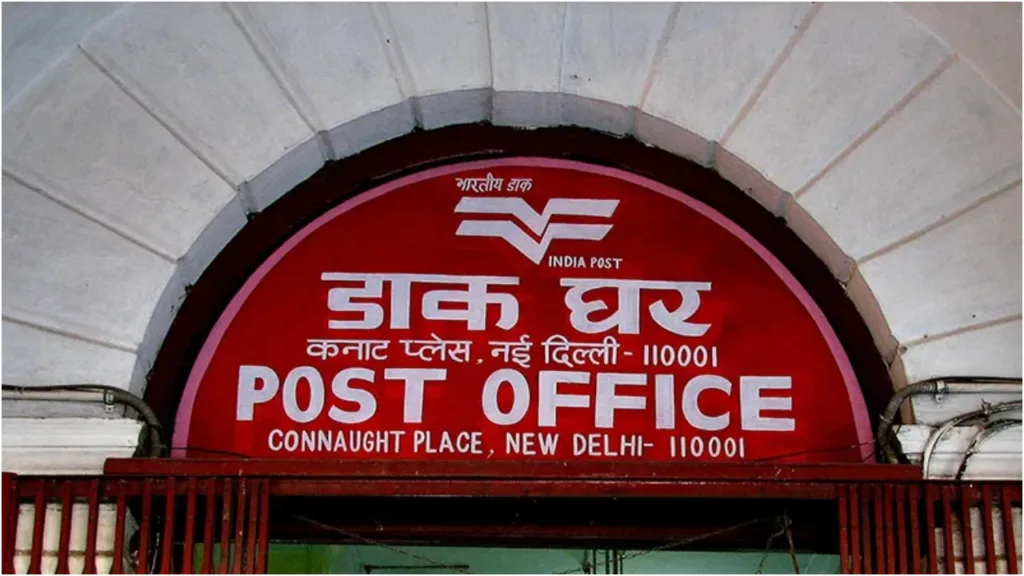 भारतीय डाक
INDIA POST
डाक घर
कनाट प्लेस, नई दिल्ली - 110001
POST OFFICE
CONNAUGHT PLACE, NEW DELHI- 110001